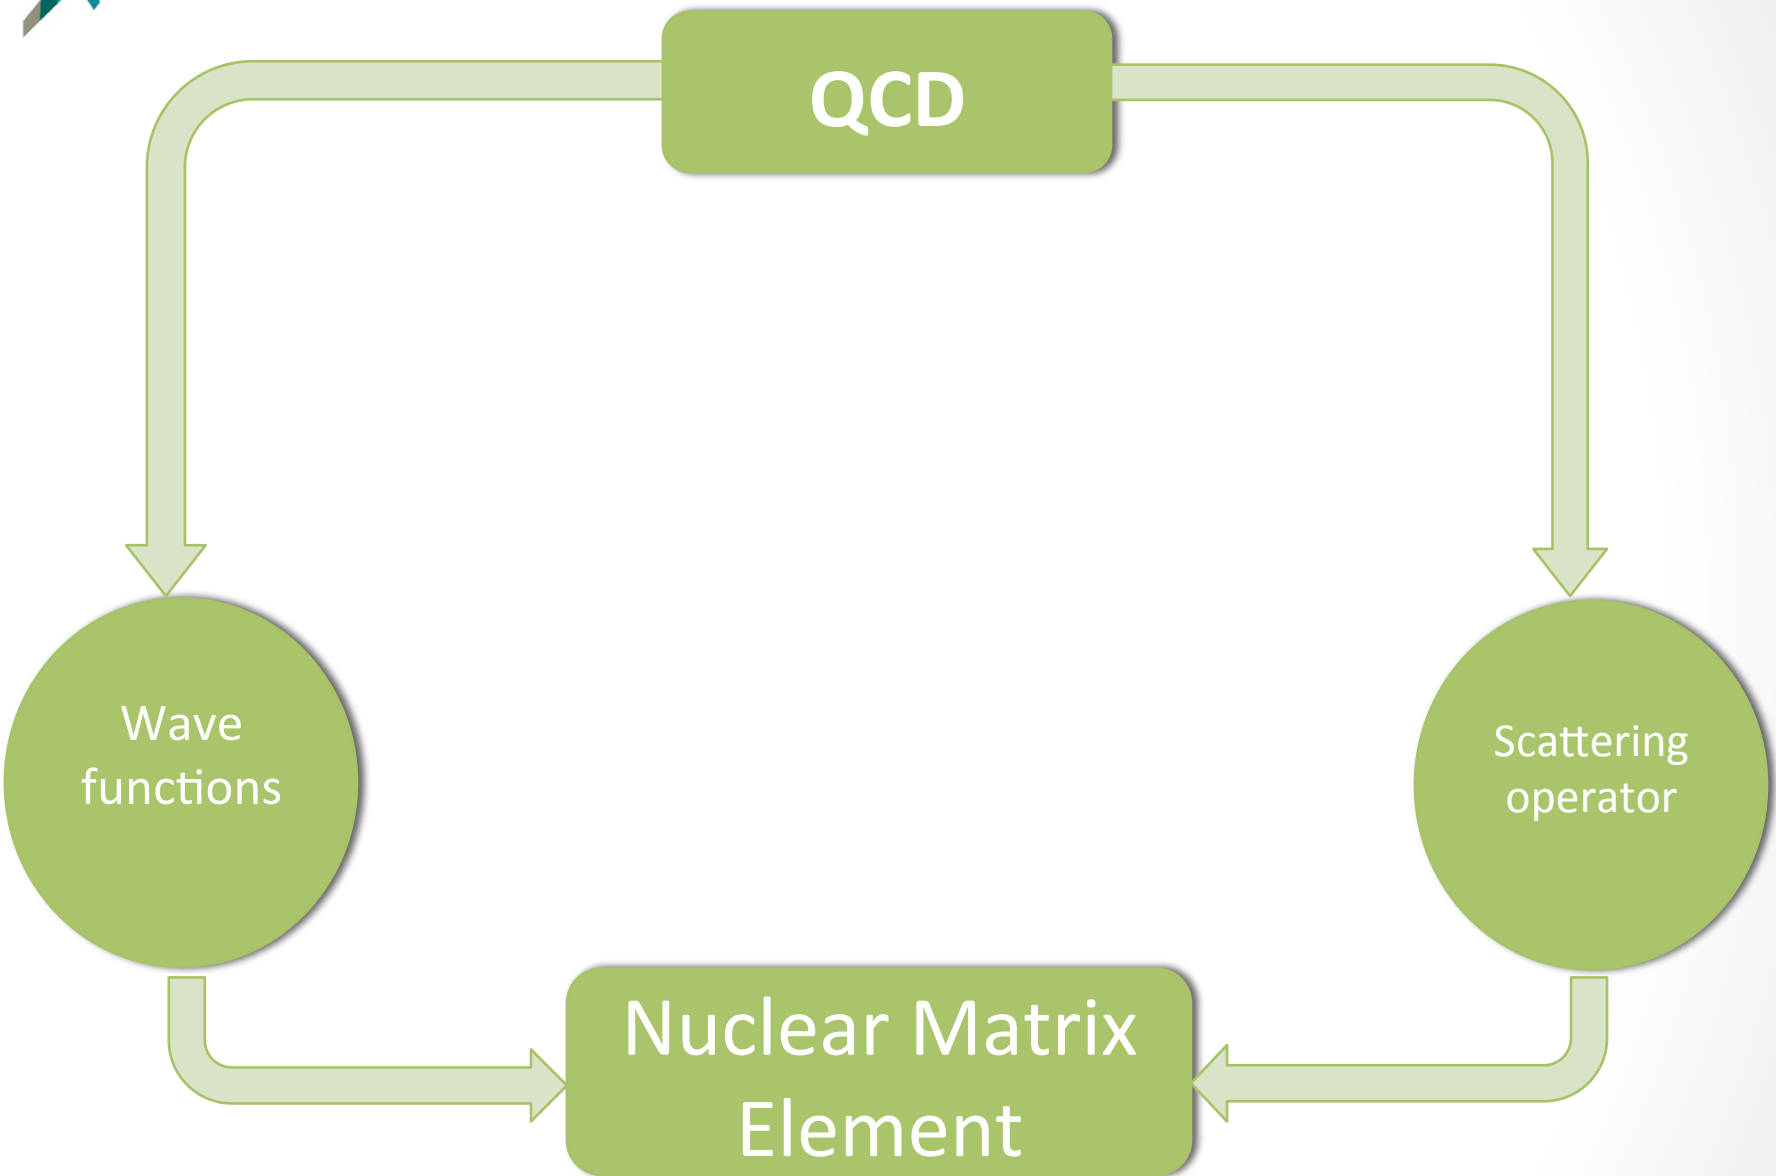 QCD
Wave
functions
Scattering
operator
Nuclear Matrix
Element